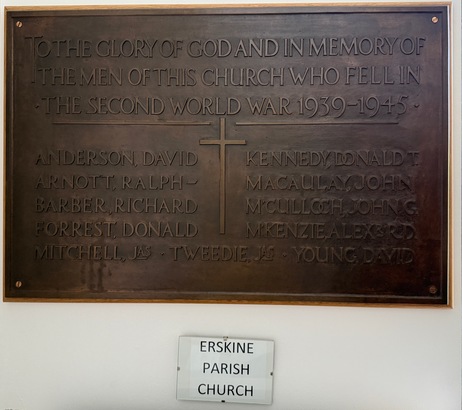 TO THE GLORY OF GOD AND IN MEMORY OF
THE MEN OF THIS CHURCH WHO FELL IN
· THE SECOND WORLD WAR 1939–1945 ·
ANDERSON, DAVID
ARNOTT, RALPH
BARBER, RICHARD
FORREST, DONALD
KENNEDY, DONALD T.
MACAULAY, JOHN
McCULLOCH, JOHN G.
McKENZIE, ALEXR R.D.
MITCHELL, JAS · TWEEDIE, JAS · YOUNG, DAVID
ERSKINE
PARISH
CHURCH